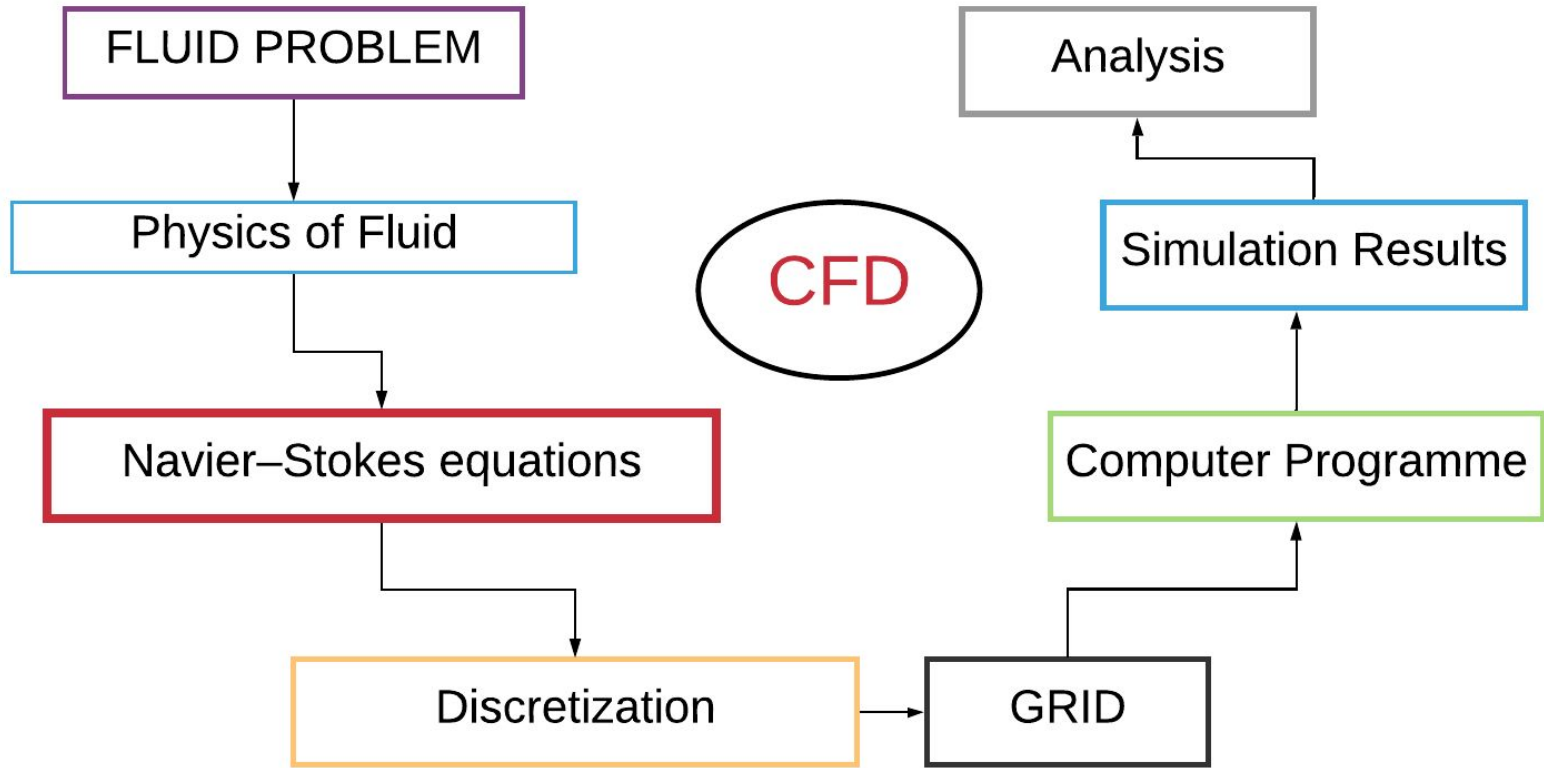 FLUID PROBLEM
Physics of Fluid
Navier–Stokes equations
Discretization
GRID
Computer Programme
Simulation Results
Analysis
CFD